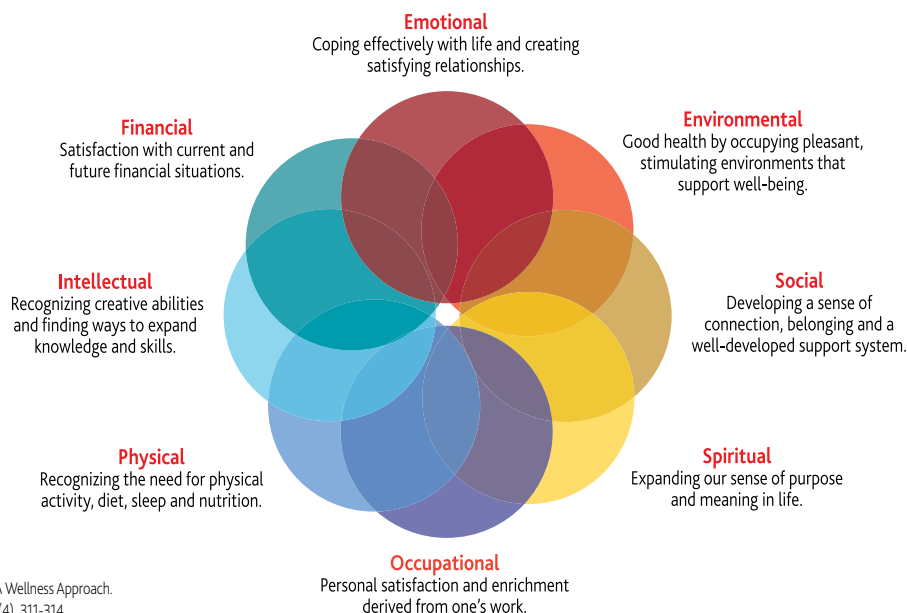 Emotional
Coping effectively with life and creating
satisfying relationships.
Environmental
Good health by occupying pleasant,
stimulating environments that
support well-being.
Financial
Satisfaction with current and
future financial situations.
Intellectual
Recognizing creative abilities
and finding ways to expand
knowledge and skills.
Social
Developing a sense of
connection, belonging and a
well-developed support system.
Physical
Recognizing the need for physical
activity, diet, sleep and nutrition.
Spiritual
Expanding our sense of purpose
and meaning in life.
Occupational
Personal satisfaction and enrichment
derived from one’s work.
A Wellness Approach.
(4), 311-314.